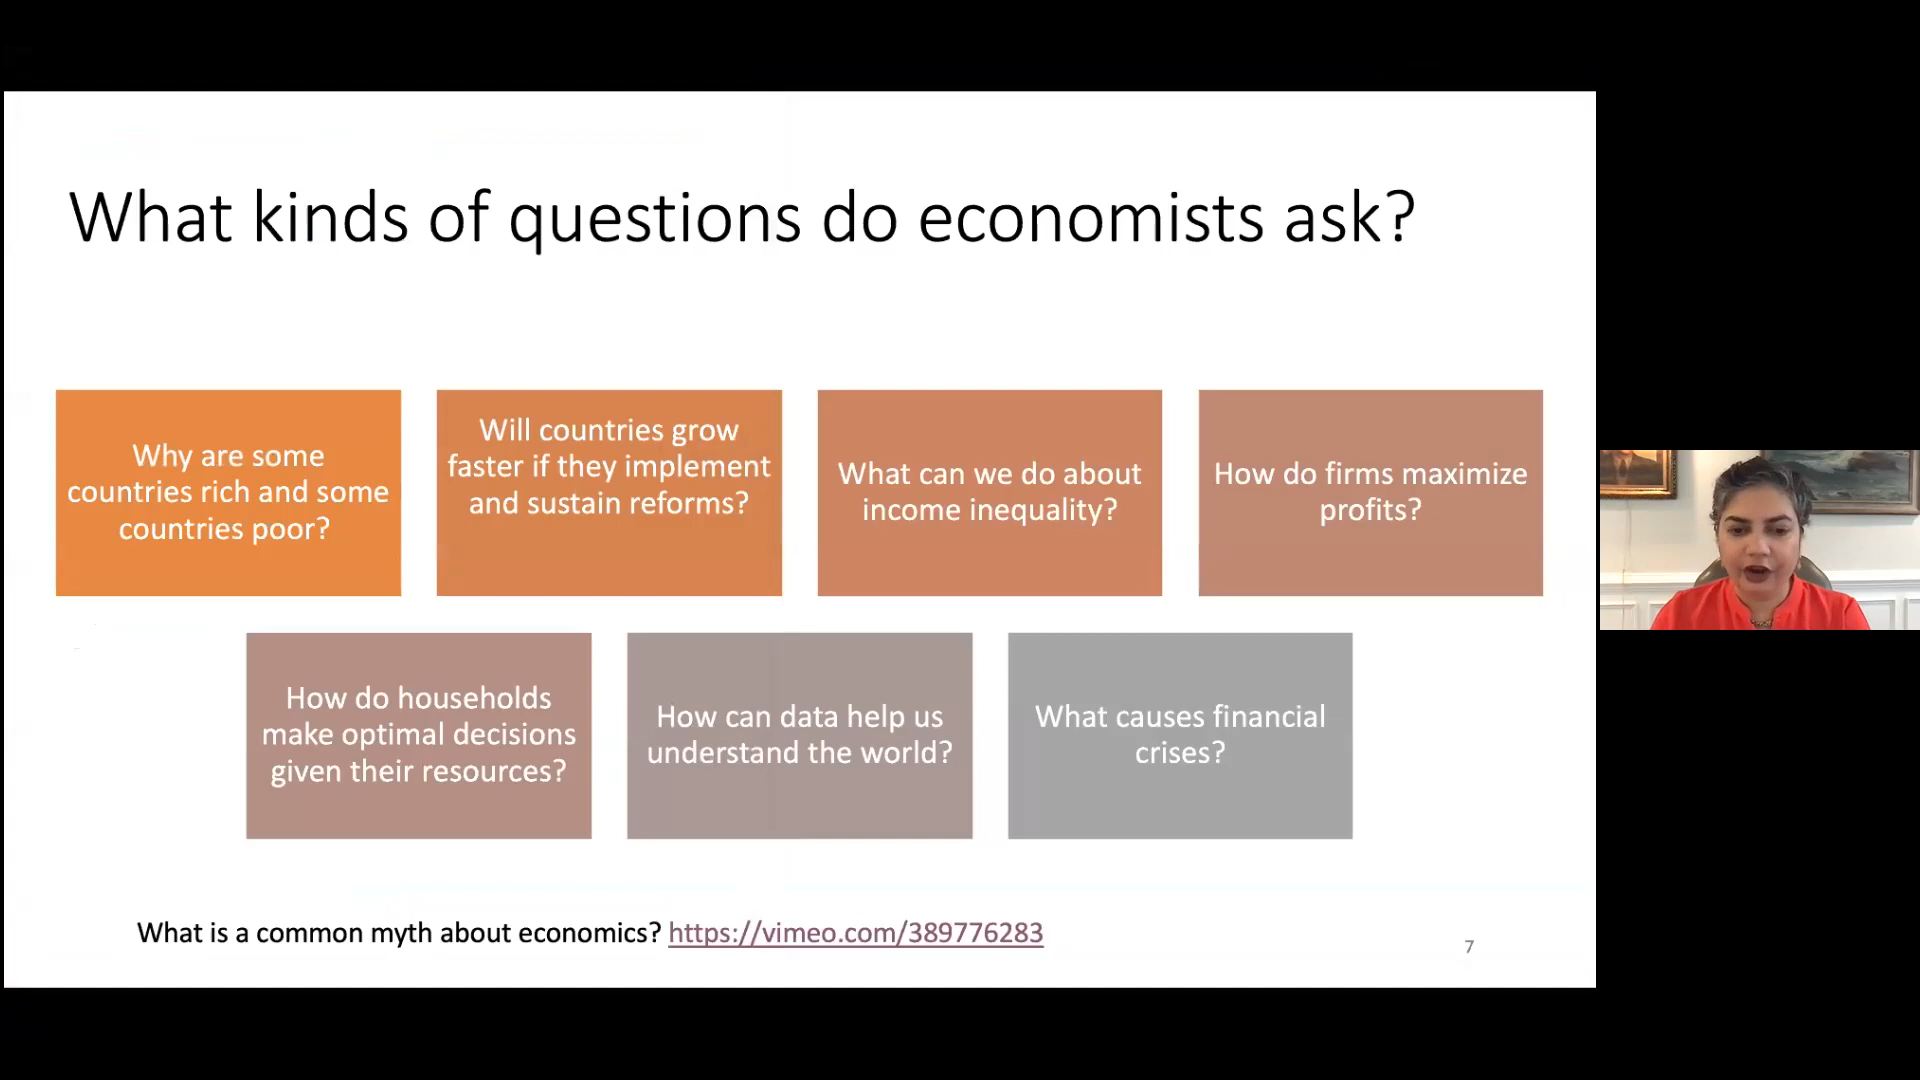 What kinds of questions do economists ask?
Why are some
countries rich and some
countries poor?
Will countries grow
faster if they implement
and sustain reforms?
What can we do about
income inequality?
How do firms maximize
profits?
How do households
make optimal decisions
given their resources?
How can data help us
understand the world?
What causes financial
crises?
What is a common myth about economics? https://vimeo.com/389776283
7